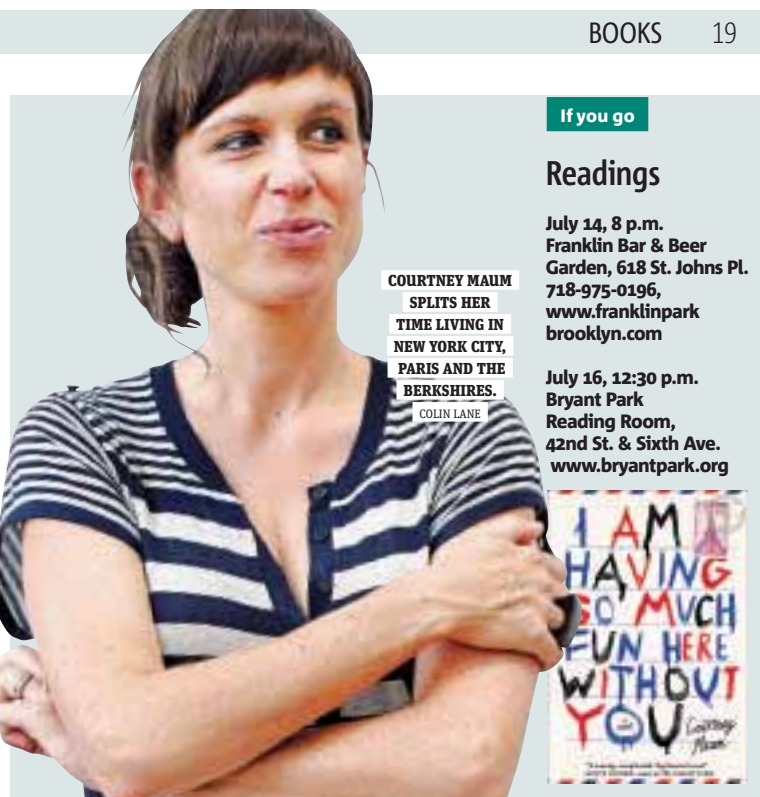 BOOKS 19
If you go
Readings
July 14, 8 p.m.
Franklin Bar & Beer
Garden, 618 St. Johns Pl.
718-975-0196,
www.franklinpark
brooklyn.com
July 16, 12:30 p.m.
Bryant Park
Reading Room,
42nd St. & Sixth Ave.
www.bryantpark.org
COURTNEY MAUM
SPLITS HER
TIME LIVING IN
NEW YORK CITY,
PARIS AND THE
BERKSHIRES.
COLIN LANE
I AM
HAVING
SO MUCH
FUN HERE
WITHOUT
YOU
Courtney
Maum